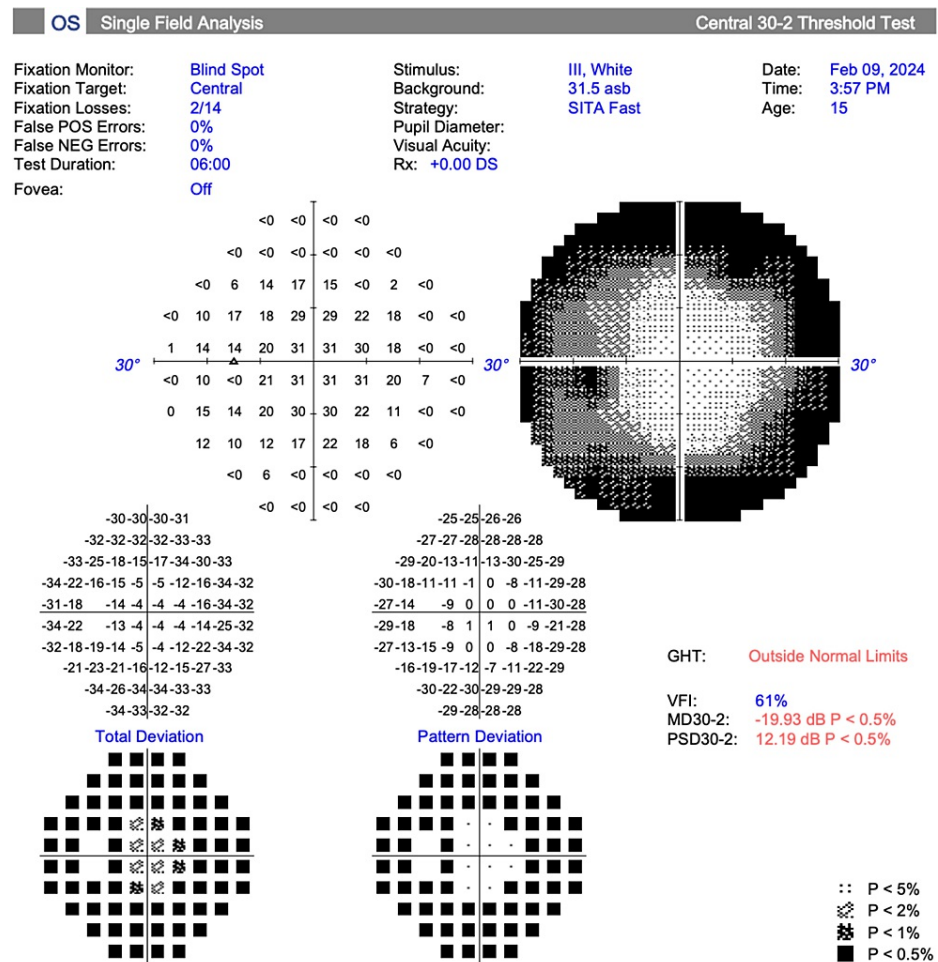 OS Single Field Analysis Central 30-2 Threshold Test
Fixation Monitor: Blind Spot Stimulus: III, White Date: Feb 09, 2024
Fixation Target: Central Background: 31.5 asb Time: 3:57 PM
Fixation Losses: 2/14 Strategy: SITA Fast Age: 15
False POS Errors: 0% Pupil Diameter:
False NEG Errors: 0% Visual Acuity:
Test Duration: 06:00 Rx: +0.00 DS
Fovea: Off
<0 <0 <0 <0
<0 <0 <0 <0 <0 <0
<0 6 14 17 15 <0 2 <0
<0 10 17 18 29 29 22 18 <0 <0
1 14 14 20 31 31 30 18 <0 <0
30° 30° 30°
<0 10 <0 21 31 31 31 20 7 <0
0 15 14 20 30 30 22 11 <0 <0
12 10 12 17 22 18 6 <0
<0 6 <0 <0 <0 <0
<0 <0 <0 <0
-30 -30 -30 -31 -25 -25 -26 -26
-32 -32 -32 -32 -33 -33 -27 -27 -28 -28 -28 -28
-33 -25 -18 -15 -17 -34 -30 -33 -29 -20 -13 -11 -13 -30 -25 -29
-34 -22 -16 -15 -5 -5 -12 -16 -34 -32 -30 -18 -11 -11 -1 0 -8 -11 -29 -28
-31 -18 -14 -4 -4 -4 -16 -34 -32 -27 -14 -9 0 0 0 -11 -30 -28
-34 -22 -13 -4 -4 -4 -14 -25 -32 -29 -18 -8 1 1 0 -9 -21 -28
-32 -18 -19 -14 -5 -4 -12 -22 -34 -32 -27 -13 -15 -9 0 0 -8 -18 -29 -28
-21 -23 -21 -16 -12 -15 -27 -33 -16 -19 -17 -12 -7 -11 -22 -29
-34 -26 -34 -34 -33 -33 -30 -22 -30 -29 -29 -28
-34 -33 -32 -32 -29 -28 -28 -28
GHT: Outside Normal Limits
VFI: 61%
MD30-2: -19.93 dB P < 0.5%
PSD30-2: 12.19 dB P < 0.5%
Total Deviation Pattern Deviation
P < 5%
P < 2%
P < 1%
P < 0.5%